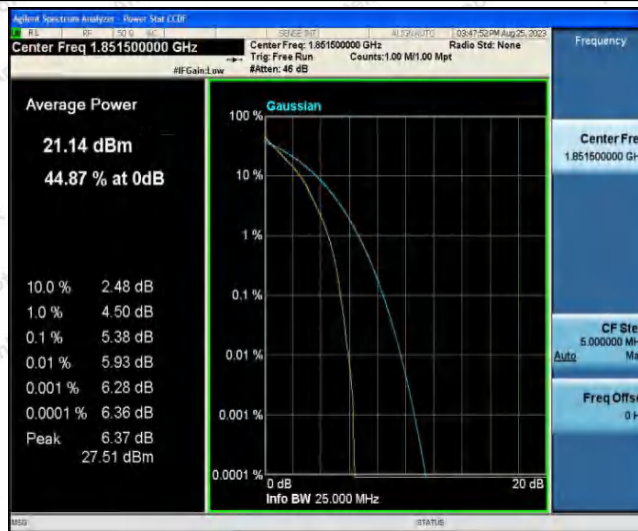 Agilent Spectrum Analyzer - Power Stat CCDF
RL RF 50 Ω AC SENSE:INT ALIGN AUTO 03:47:52 PM Aug 25, 2023
Center Freq 1.851500000 GHz
Center Freq: 1.851500000 GHz Radio Std: None
Trig: Free Run Counts:1.00 M/1.00 Mpt
#IFGain:Low #Atten: 46 dB
Frequency
Average Power
21.14 dBm
44.87 % at 0dB
10.0 % 2.48 dB
1.0 % 4.50 dB
0.1 % 5.38 dB
0.01 % 5.93 dB
0.001 % 6.28 dB
0.0001 % 6.36 dB
Peak 6.37 dB
27.51 dBm
Gaussian
100 %
10 %
1 %
0.1 %
0.01 %
0.001 %
0.0001 %
0 dB 20 dB
Info BW 25.000 MHz
Center Fre
1.851500000 GH
CF Ste
5.000000 MH
Auto Ma
Freq Offs
0 H
MSG STATUS